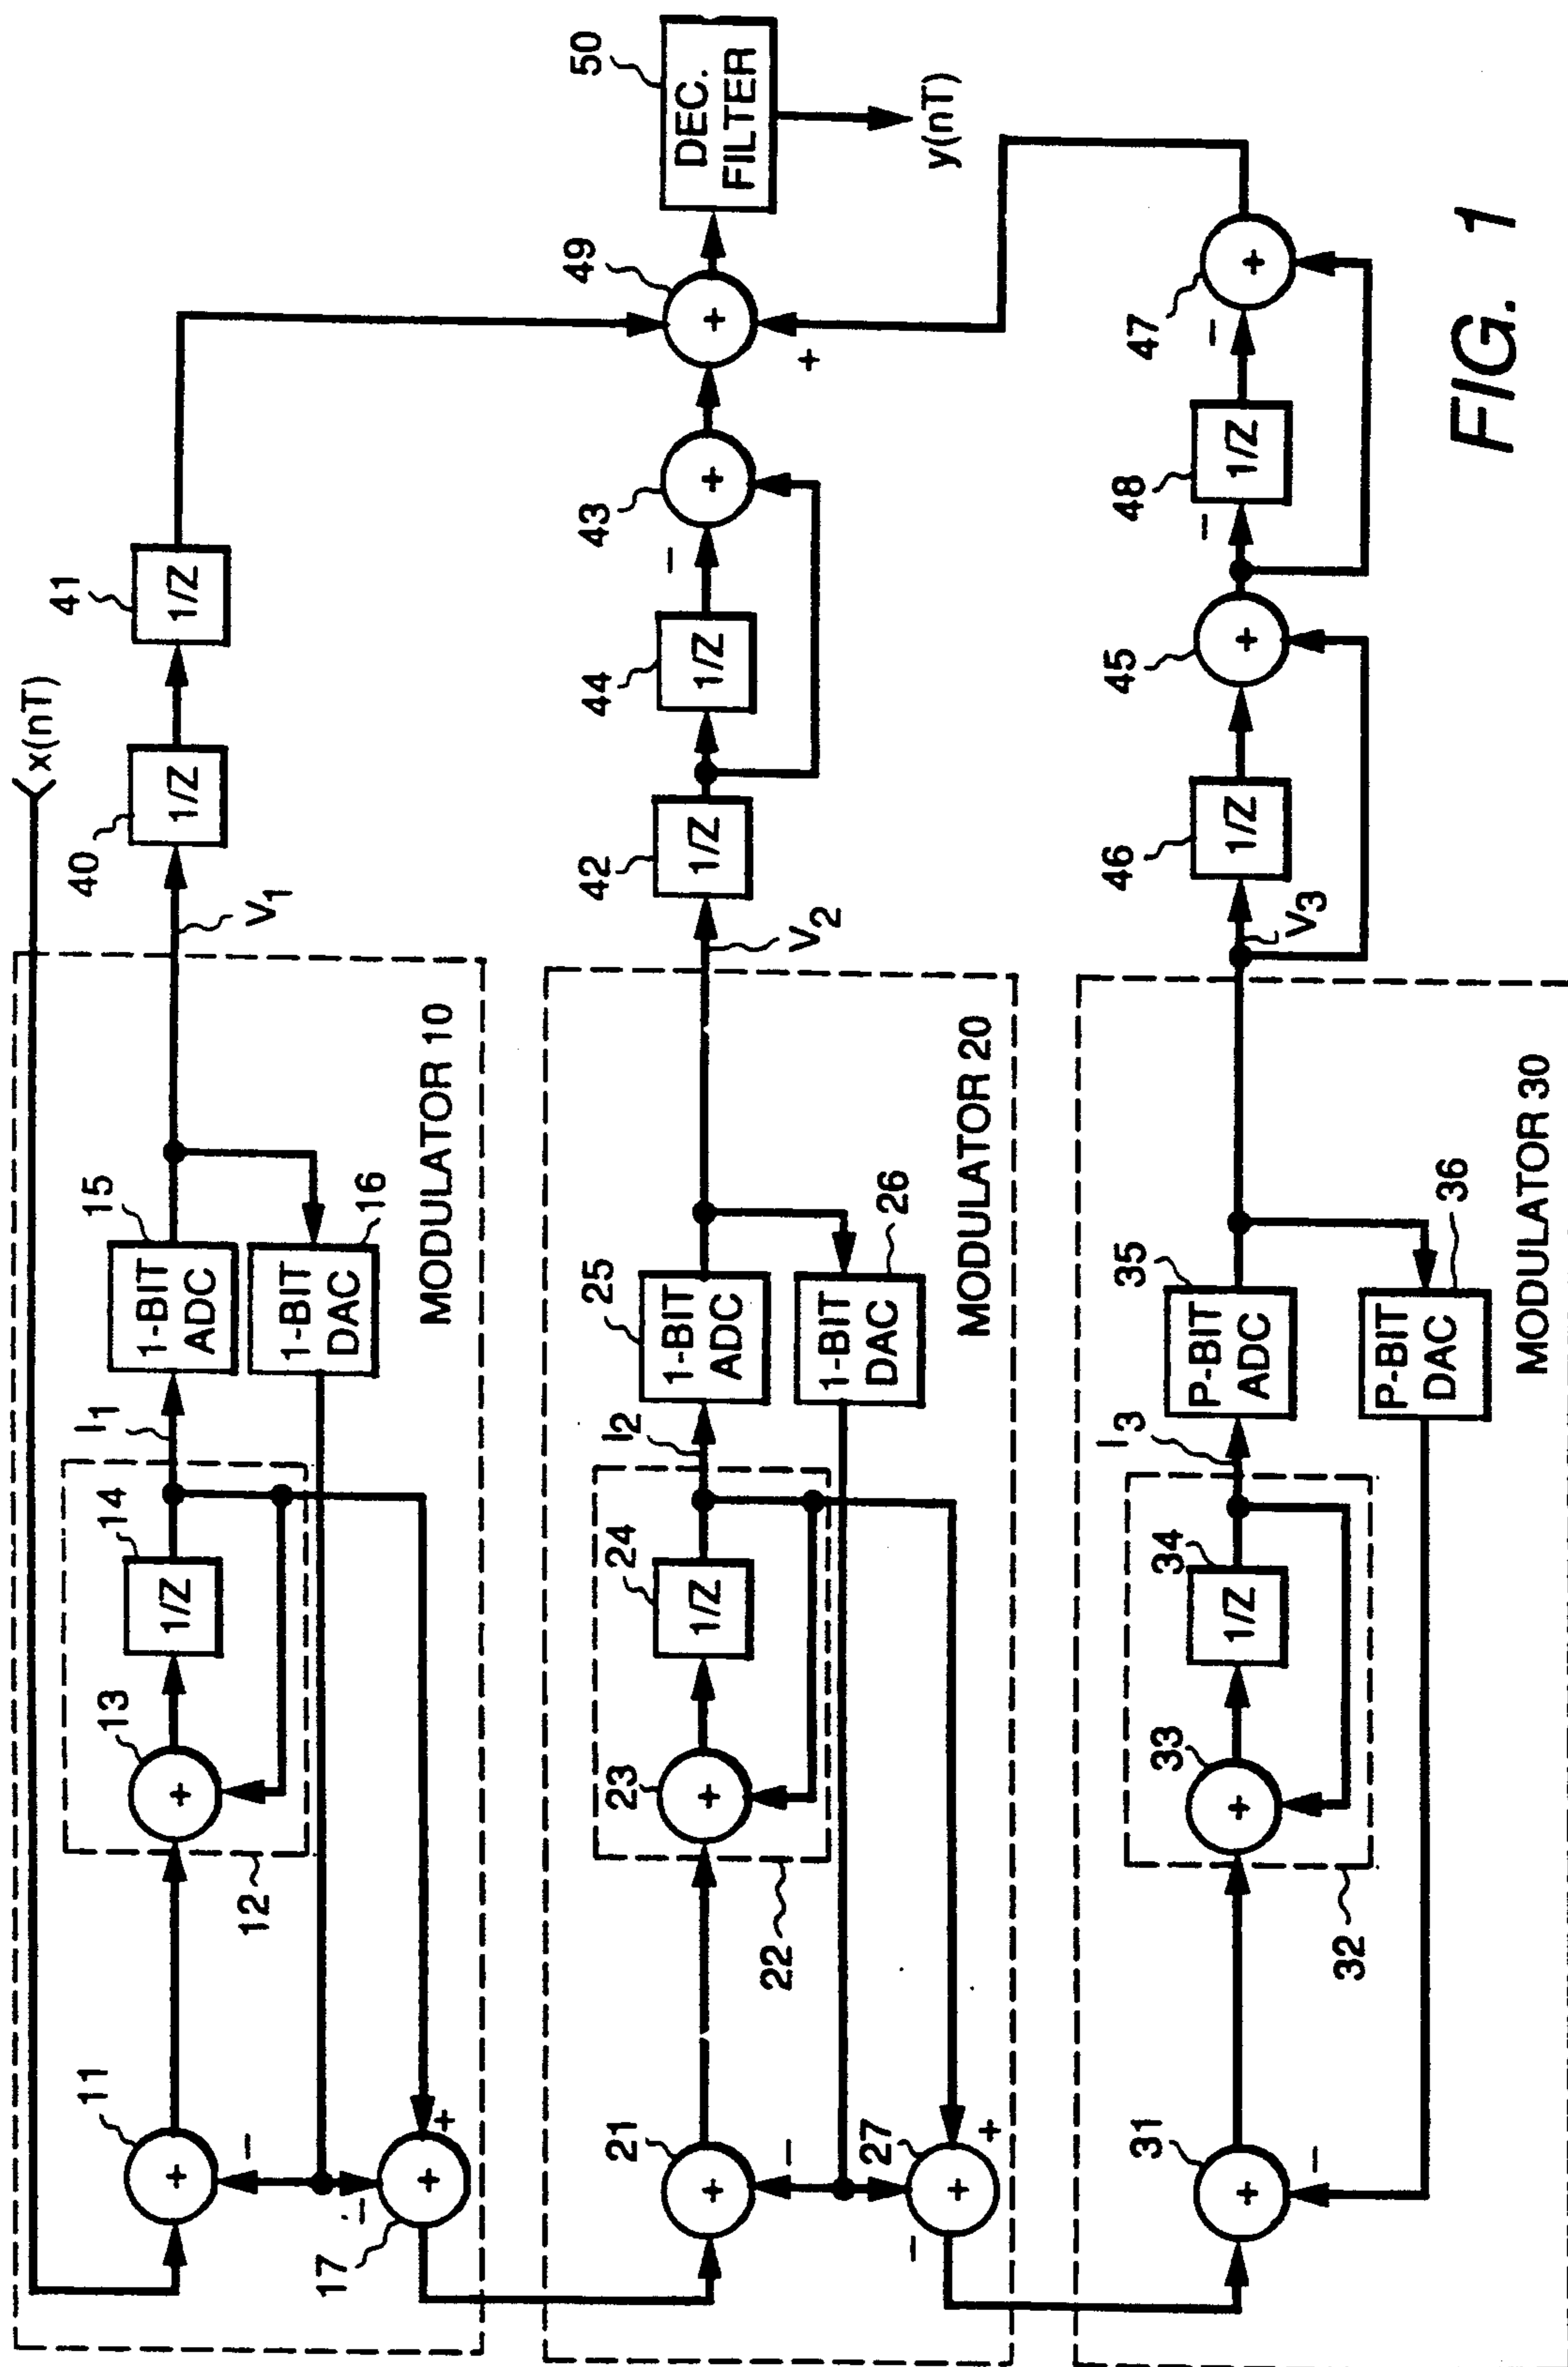 x(nT)
11
+
−
12
13
+
14
1/Z
I1
15
1-BIT
ADC
16
1-BIT
DAC
17
+
−
+
MODULATOR 10
V1
40
1/Z
41
1/Z
21
+
−
22
23
+
24
1/Z
I2
25
1-BIT
ADC
26
1-BIT
DAC
27
+
−
+
MODULATOR 20
V2
42
1/Z
44
1/Z
−
43
+
49
+
+
50
DEC.
FILTER
y(nT)
31
+
−
32
33
+
34
1/Z
I3
35
P-BIT
ADC
36
P-BIT
DAC
MODULATOR 30
V3
46
1/Z
45
+
−
48
1/Z
−
47
+
FIG. 1